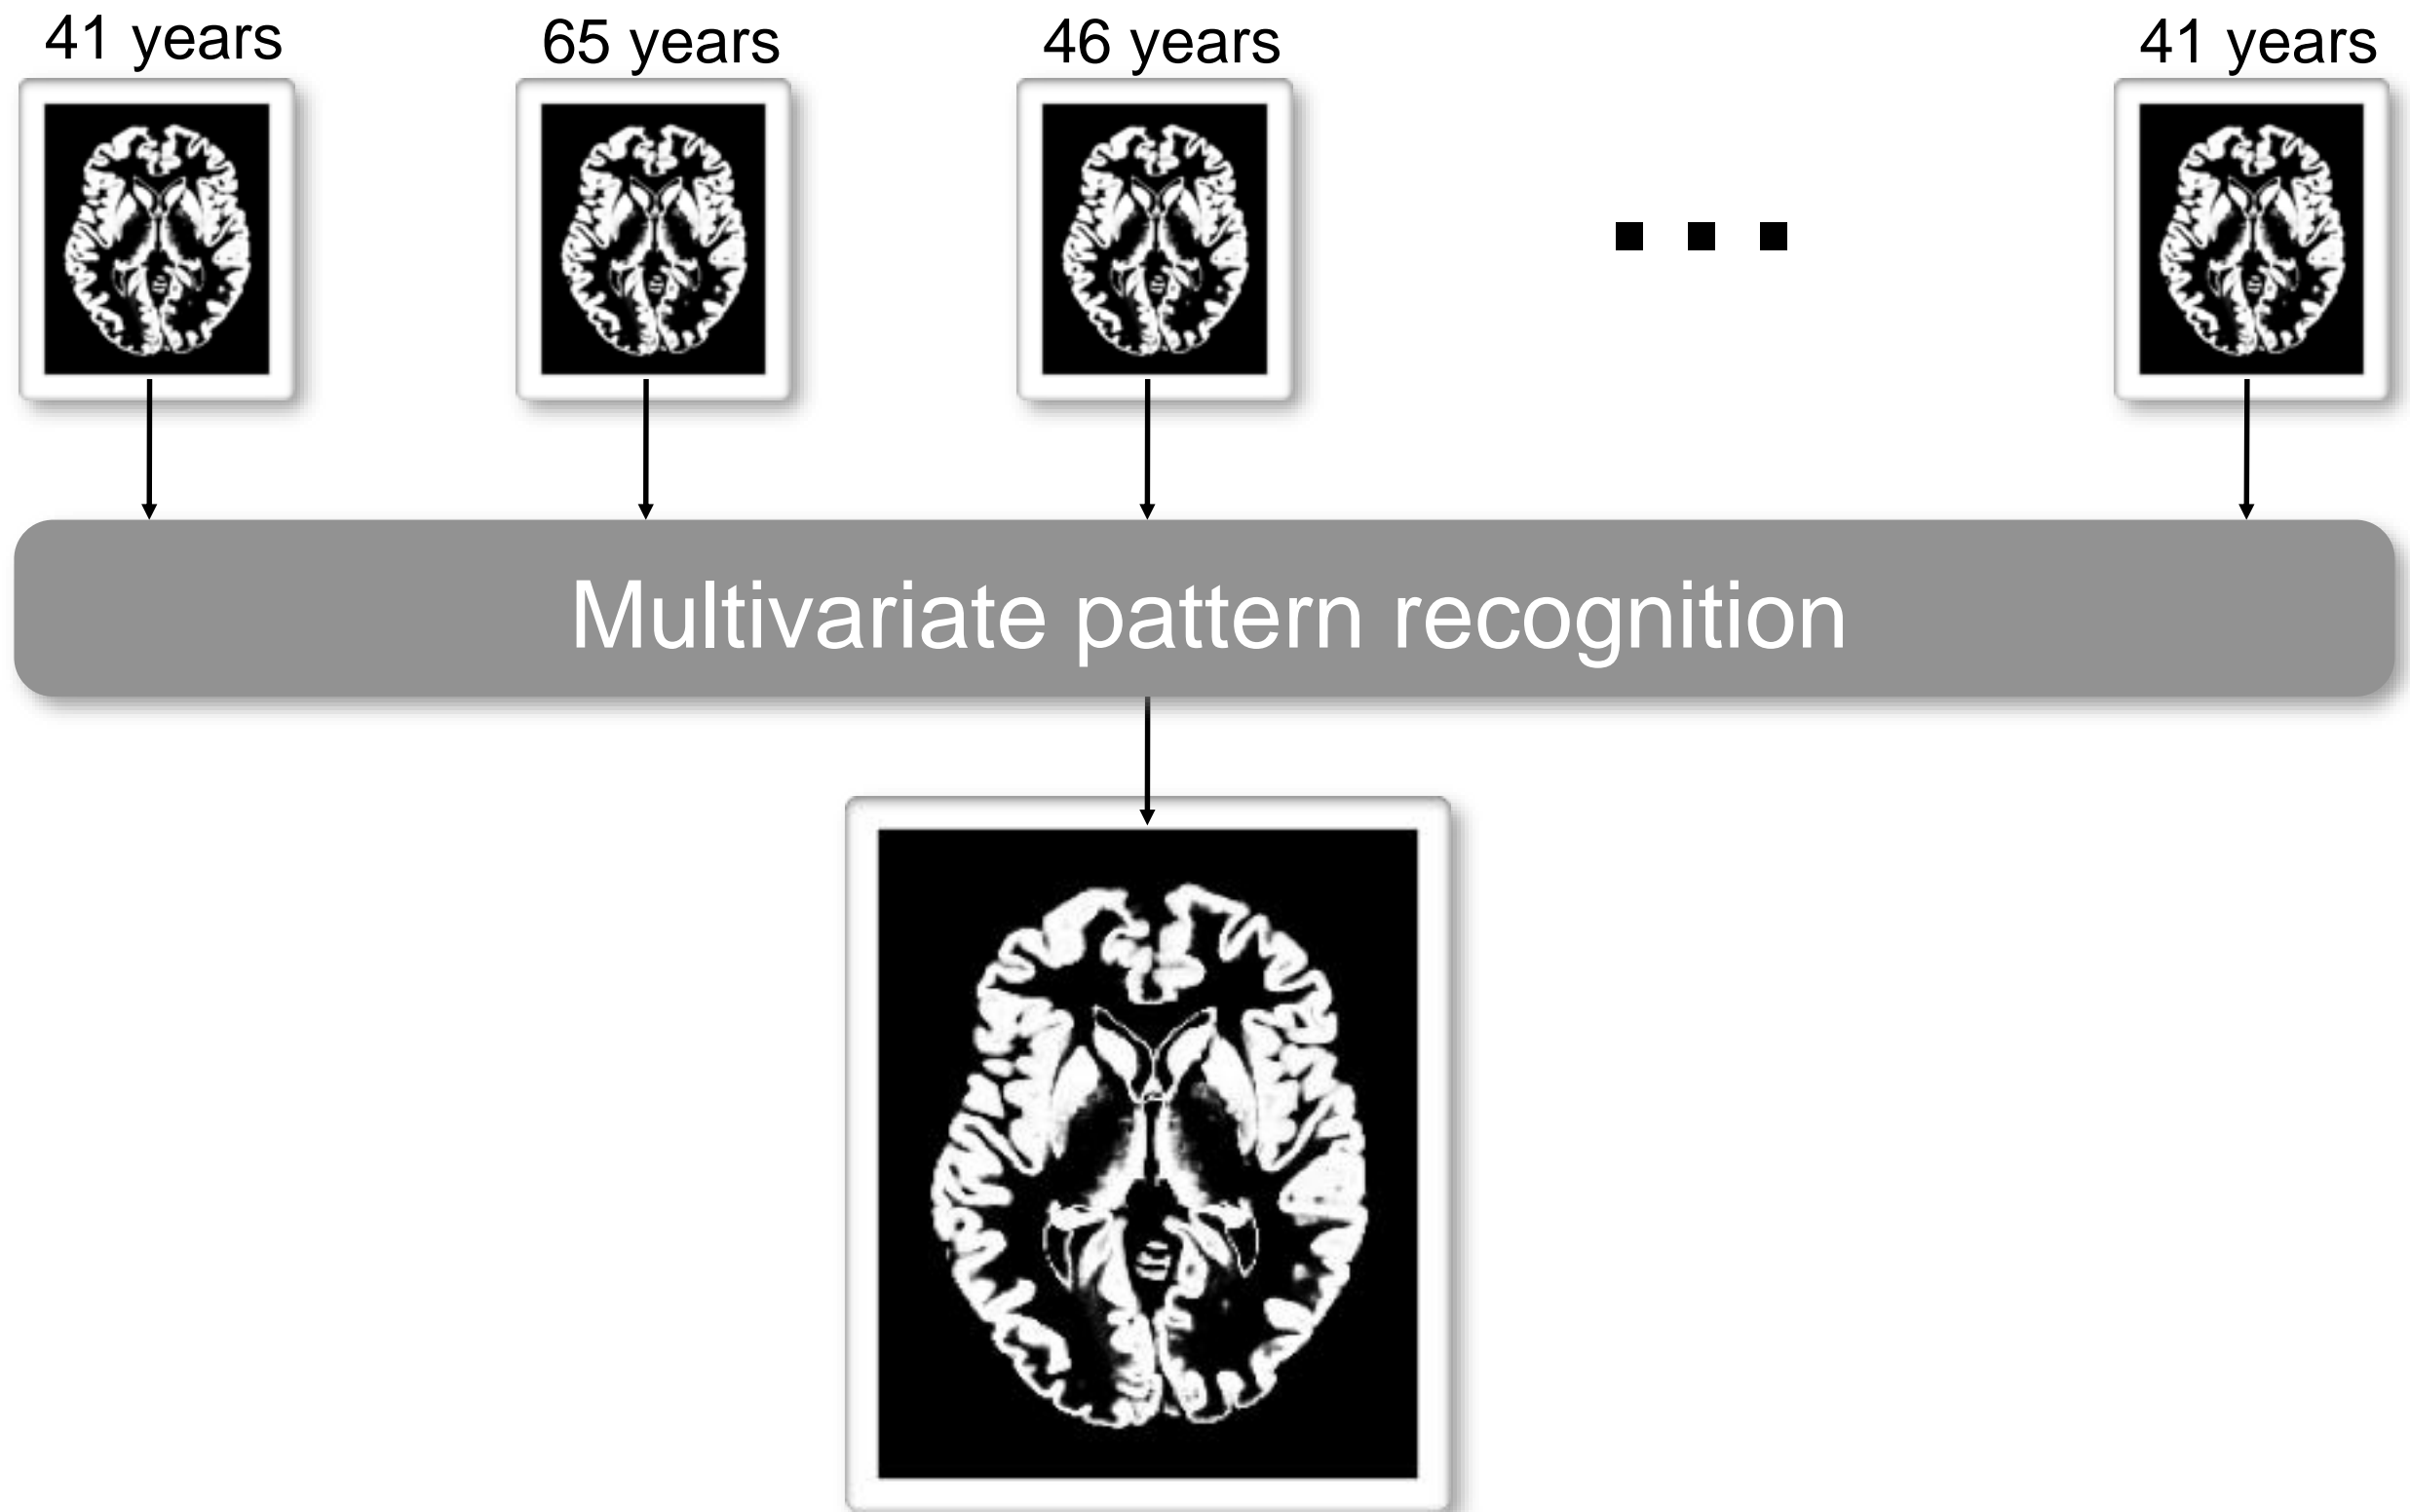 41 years
65 years
46 years
41 years
Multivariate pattern recognition